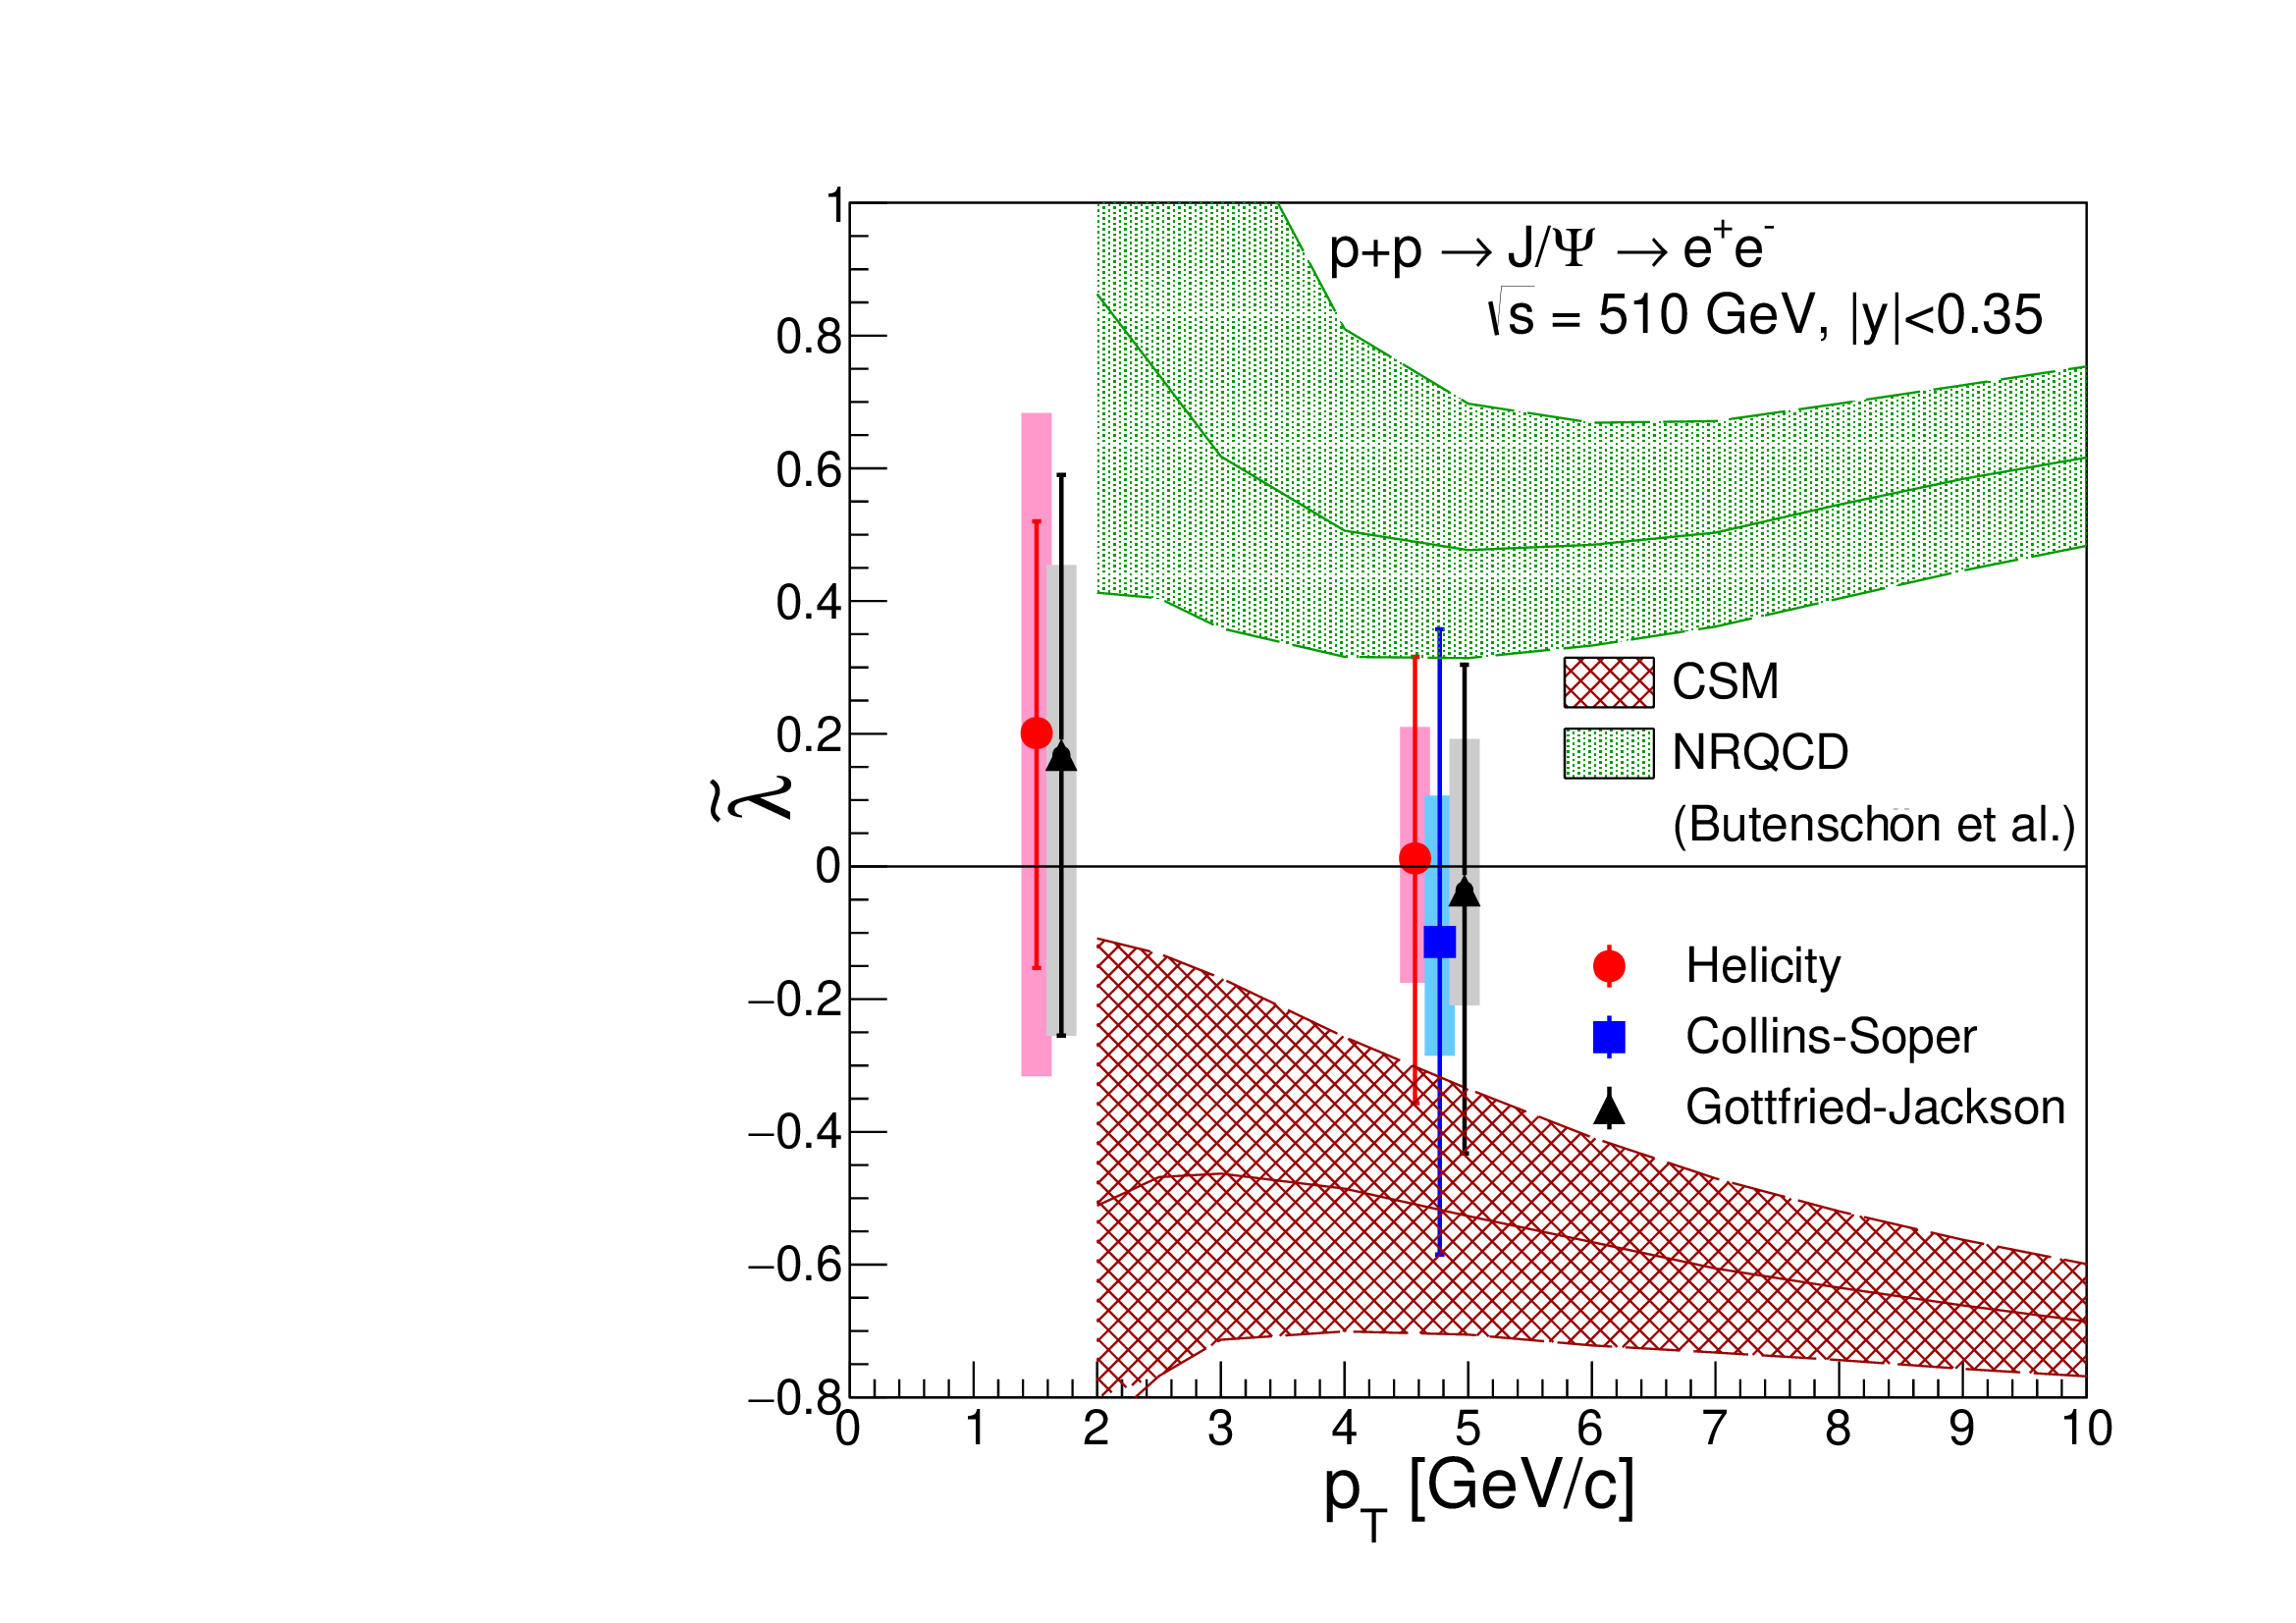 p+p → J/Ψ → e⁺e⁻
√s = 510 GeV, |y|<0.35
1
0.8
0.6
0.4
0.2
0
−0.2
−0.4
−0.6
−0.8
λ̃
CSM
NRQCD
(Butenschön et al.)
Helicity
Collins-Soper
Gottfried-Jackson
0 1 2 3 4 5 6 7 8 9 10
p_T [GeV/c]